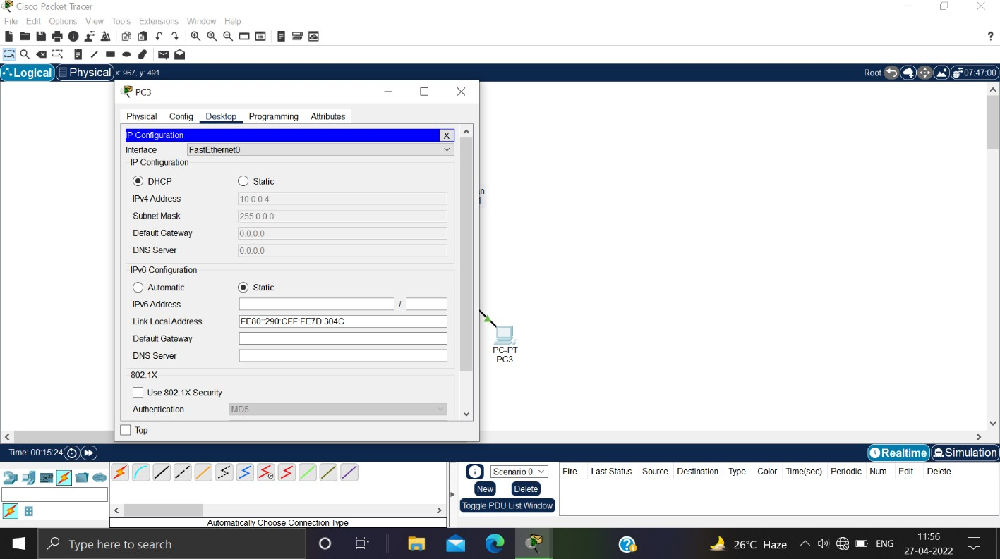 Cisco Packet Tracer
File Edit Options View Tools Extensions Window Help
?
Logical Physical x: 967, y: 491 Root 07:47:00
PC3
Physical Config Desktop Programming Attributes
IP Configuration X
Interface FastEthernet0
IP Configuration
DHCP Static
IPv4 Address 10.0.0.4
Subnet Mask 255.0.0.0
Default Gateway 0.0.0.0
DNS Server 0.0.0.0
IPv6 Configuration
Automatic Static
IPv6 Address /
Link Local Address FE80::290:CFF:FE7D:304C
Default Gateway
DNS Server
802.1X
Use 802.1X Security
Authentication MD5
Top
PC-PT
PC3
Time: 00:15:24 Realtime Simulation
Scenario 0 Fire Last Status Source Destination Type Color Time(sec) Periodic Num Edit Delete
New Delete
Toggle PDU List Window
Automatically Choose Connection Type
Type here to search 26°C Haze ENG 11:56
27-04-2022